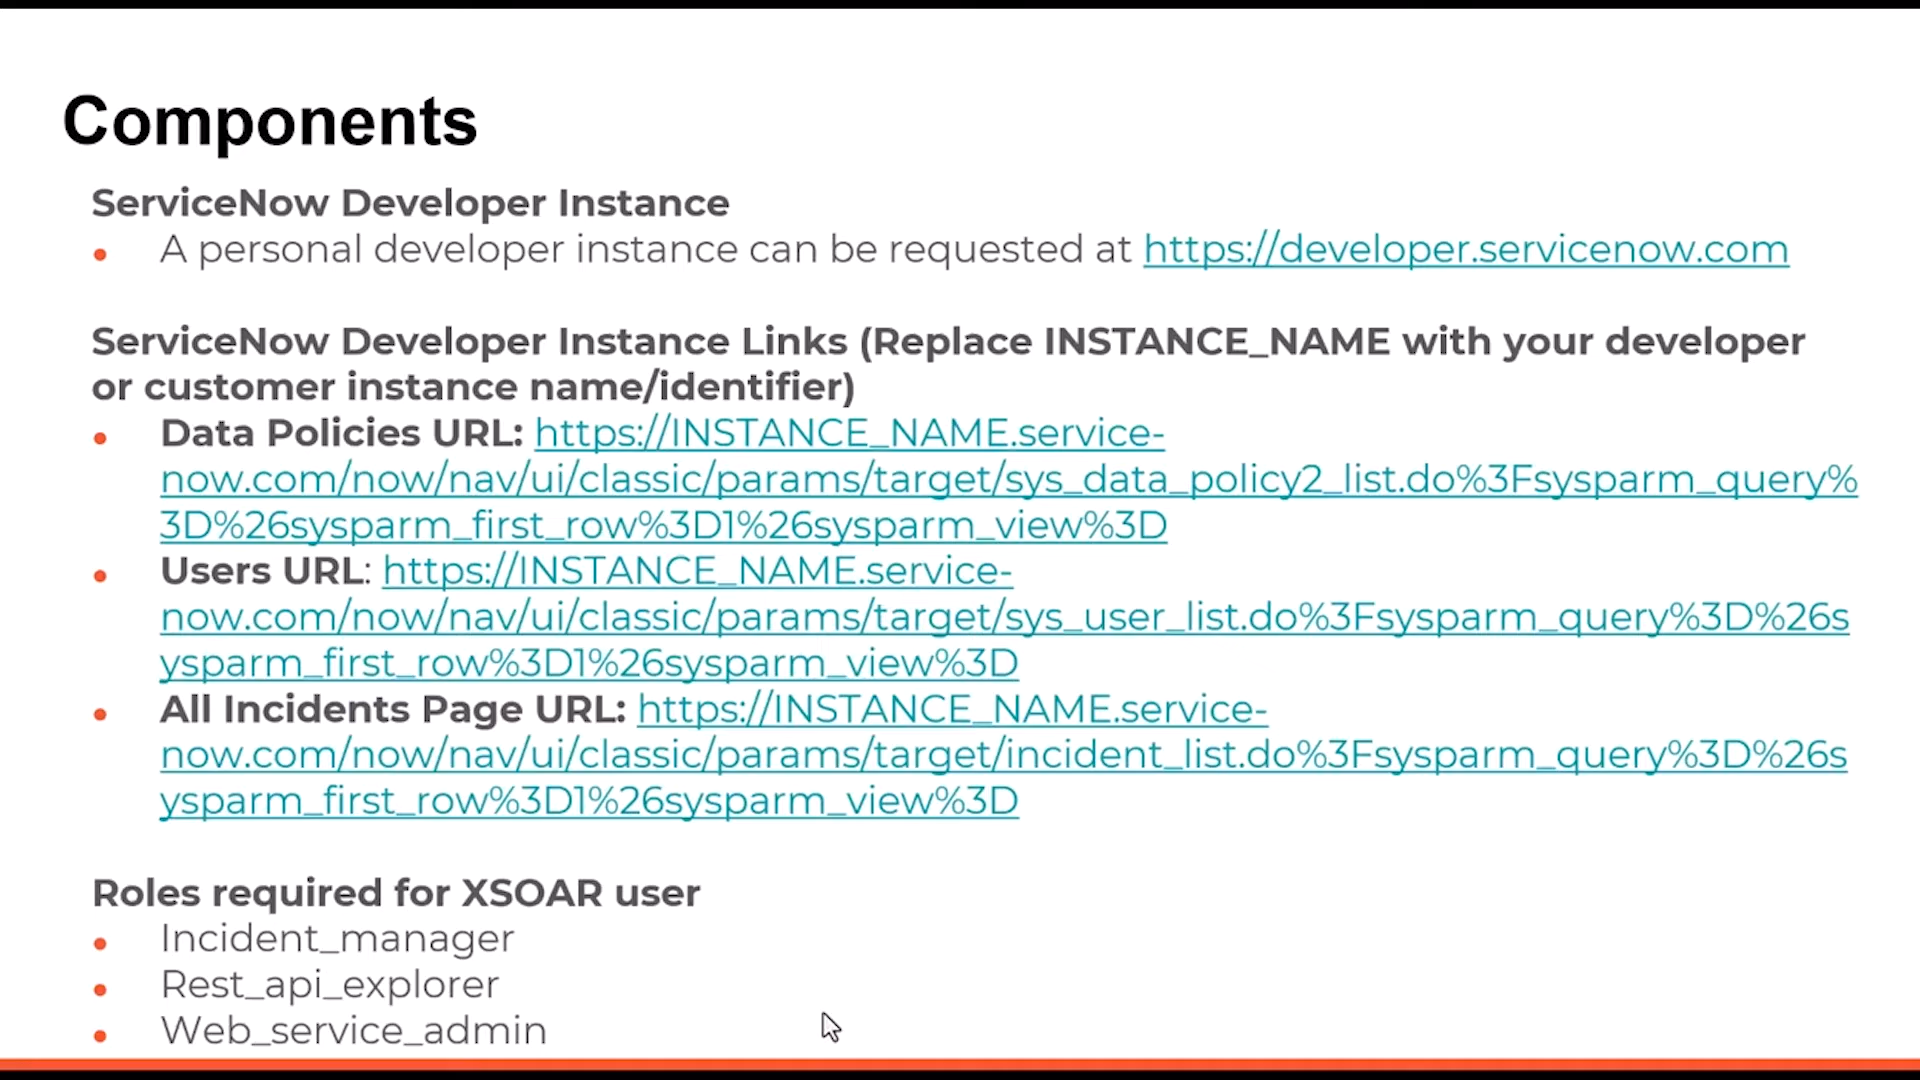 Components
ServiceNow Developer Instance
• A personal developer instance can be requested at https://developer.servicenow.com
ServiceNow Developer Instance Links (Replace INSTANCE_NAME with your developer
or customer instance name/identifier)
• Data Policies URL: https://INSTANCE_NAME.service-
now.com/now/nav/ui/classic/params/target/sys_data_policy2_list.do%3Fsysparm_query%
3D%26sysparm_first_row%3D1%26sysparm_view%3D
• Users URL: https://INSTANCE_NAME.service-
now.com/now/nav/ui/classic/params/target/sys_user_list.do%3Fsysparm_query%3D%26s
ysparm_first_row%3D1%26sysparm_view%3D
• All Incidents Page URL: https://INSTANCE_NAME.service-
now.com/now/nav/ui/classic/params/target/incident_list.do%3Fsysparm_query%3D%26s
ysparm_first_row%3D1%26sysparm_view%3D
Roles required for XSOAR user
• Incident_manager
• Rest_api_explorer
• Web_service_admin